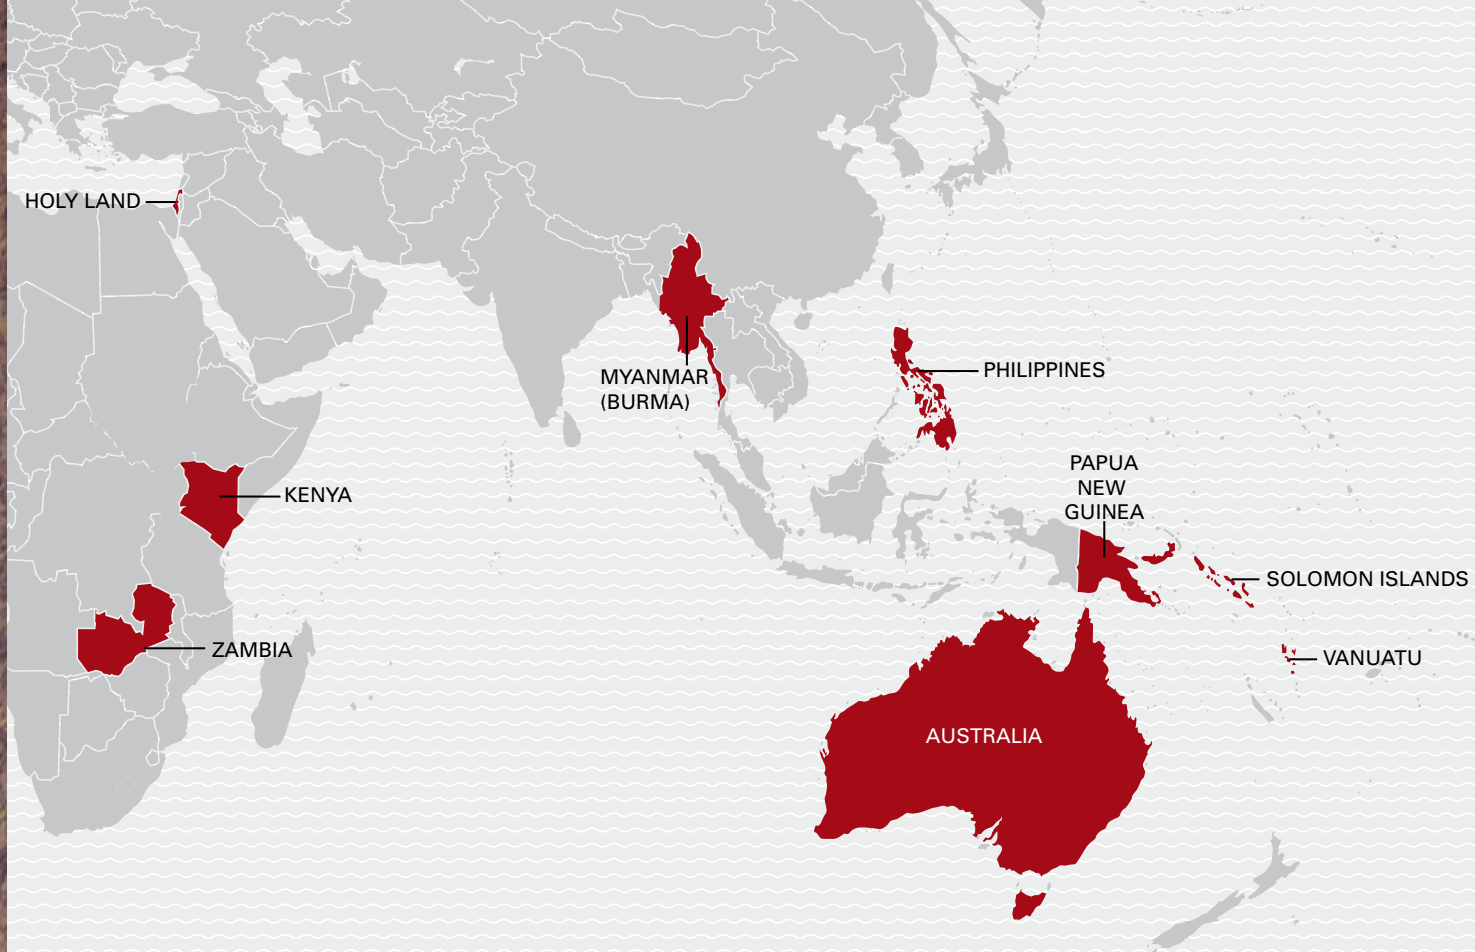 HOLY LAND
MYANMAR
(BURMA)
PHILIPPINES
PAPUA
NEW
GUINEA
KENYA
SOLOMON ISLANDS
ZAMBIA
VANUATU
AUSTRALIA